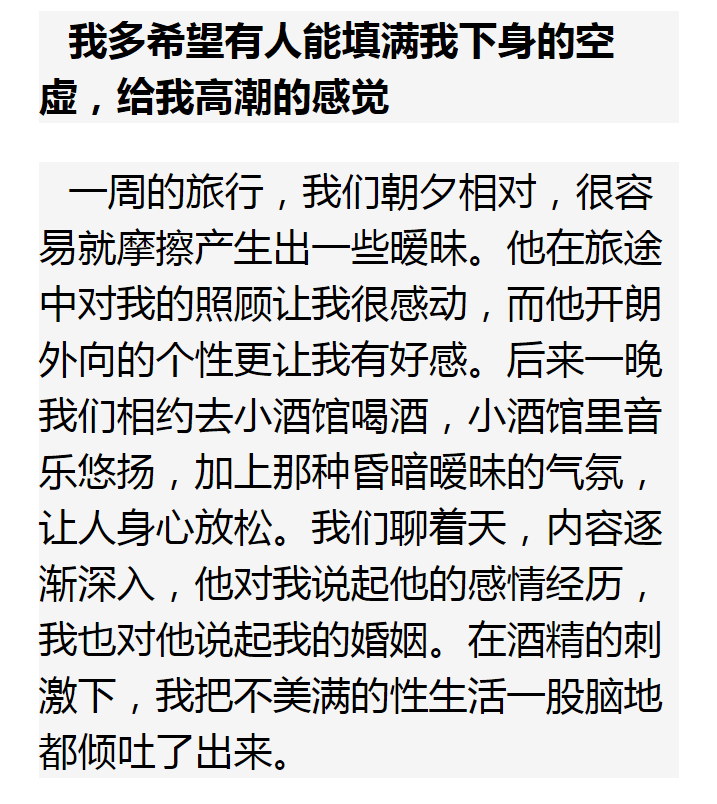 我多希望有人能填满我下身的空
虚，给我高潮的感觉
一周的旅行，我们朝夕相对，很容
易就摩擦产生出一些暧昧。他在旅途
中对我的照顾让我很感动，而他开朗
外向的个性更让我有好感。后来一晚
我们相约去小酒馆喝酒，小酒馆里音
乐悠扬，加上那种昏暗暧昧的气氛，
让人身心放松。我们聊着天，内容逐
渐深入，他对我说起他的感情经历，
我也对他说起我的婚姻。在酒精的刺
激下，我把不美满的性生活一股脑地
都倾吐了出来。